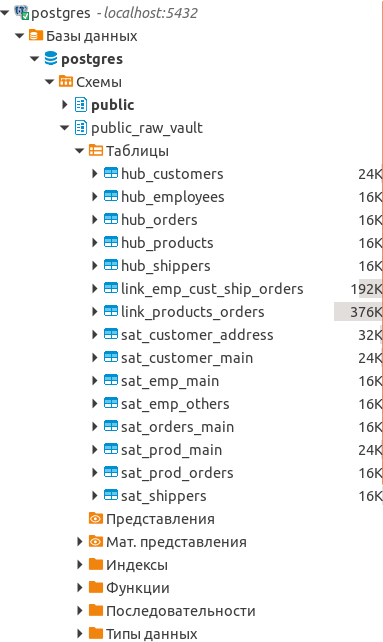 postgres - localhost:5432
Базы данных
postgres
Схемы
public
public_raw_vault
Таблицы
hub_customers 24K
hub_employees 16K
hub_orders 16K
hub_products 16K
hub_shippers 16K
link_emp_cust_ship_orders 192K
link_products_orders 376K
sat_customer_address 32K
sat_customer_main 24K
sat_emp_main 16K
sat_emp_others 16K
sat_orders_main 16K
sat_prod_main 24K
sat_prod_orders 16K
sat_shippers 16K
Представления
Мат. представления
Индексы
Функции
Последовательности
Типы данных